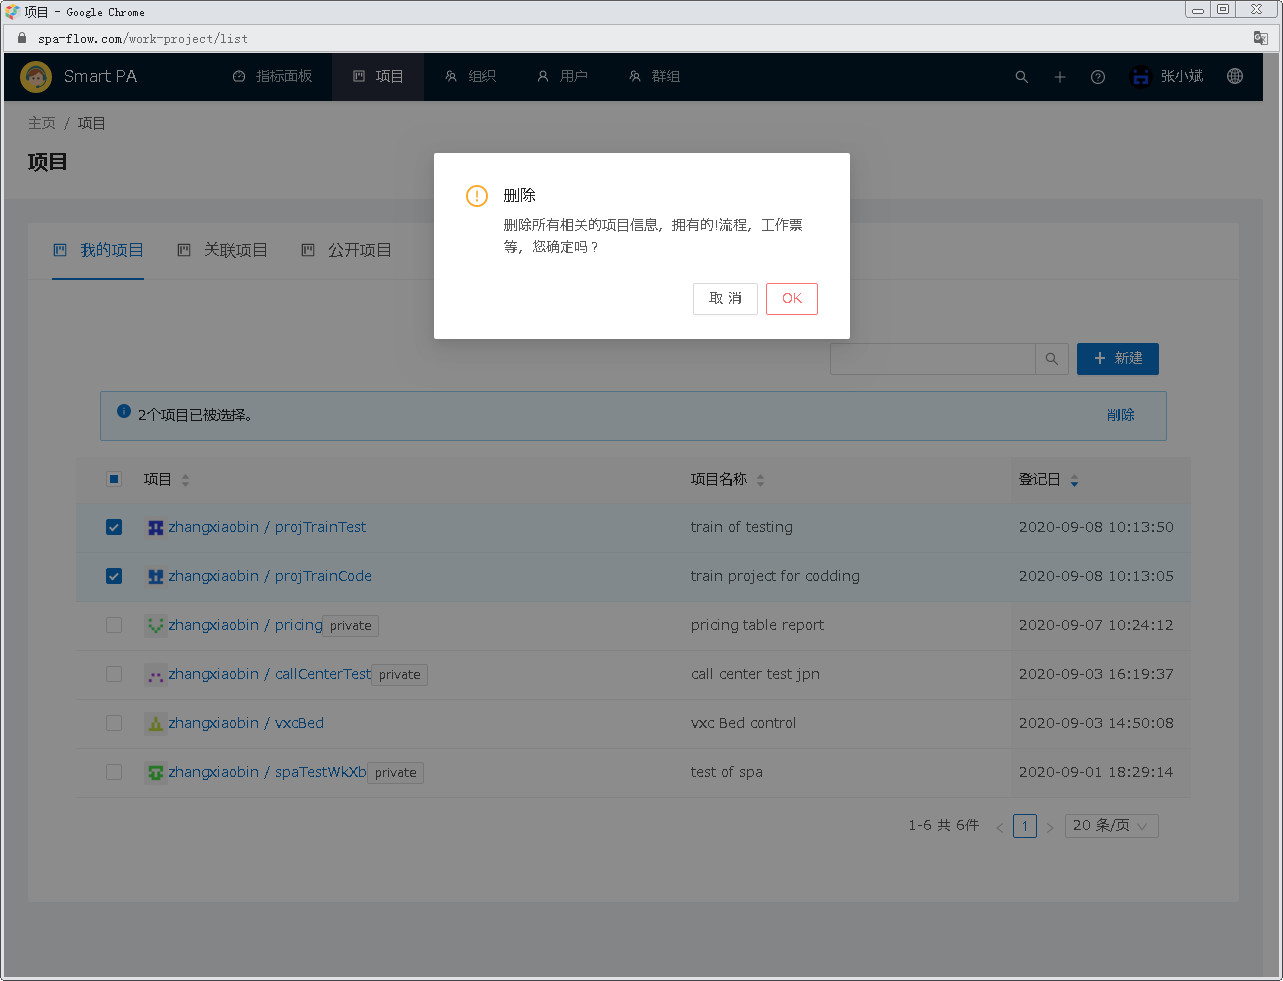 项目 - Google Chrome
spa-flow.com/work-project/list
Smart PA 指标面板 项目 组织 用户 群组 张小斌
主页 / 项目
项目
删除
删除所有相关的项目信息，拥有的!流程，工作票
等，您确定吗？
取 消 OK
我的项目 关联项目 公开项目
新建
2个项目已被选择。 削除
项目 项目名称 登记日
zhangxiaobin / projTrainTest train of testing 2020-09-08 10:13:50
zhangxiaobin / projTrainCode train project for codding 2020-09-08 10:13:05
zhangxiaobin / pricing private pricing table report 2020-09-07 10:24:12
zhangxiaobin / callCenterTest private call center test jpn 2020-09-03 16:19:37
zhangxiaobin / vxcBed vxc Bed control 2020-09-03 14:50:08
zhangxiaobin / spaTestWkXb private test of spa 2020-09-01 18:29:14
1-6 共 6件 1 20 条/页